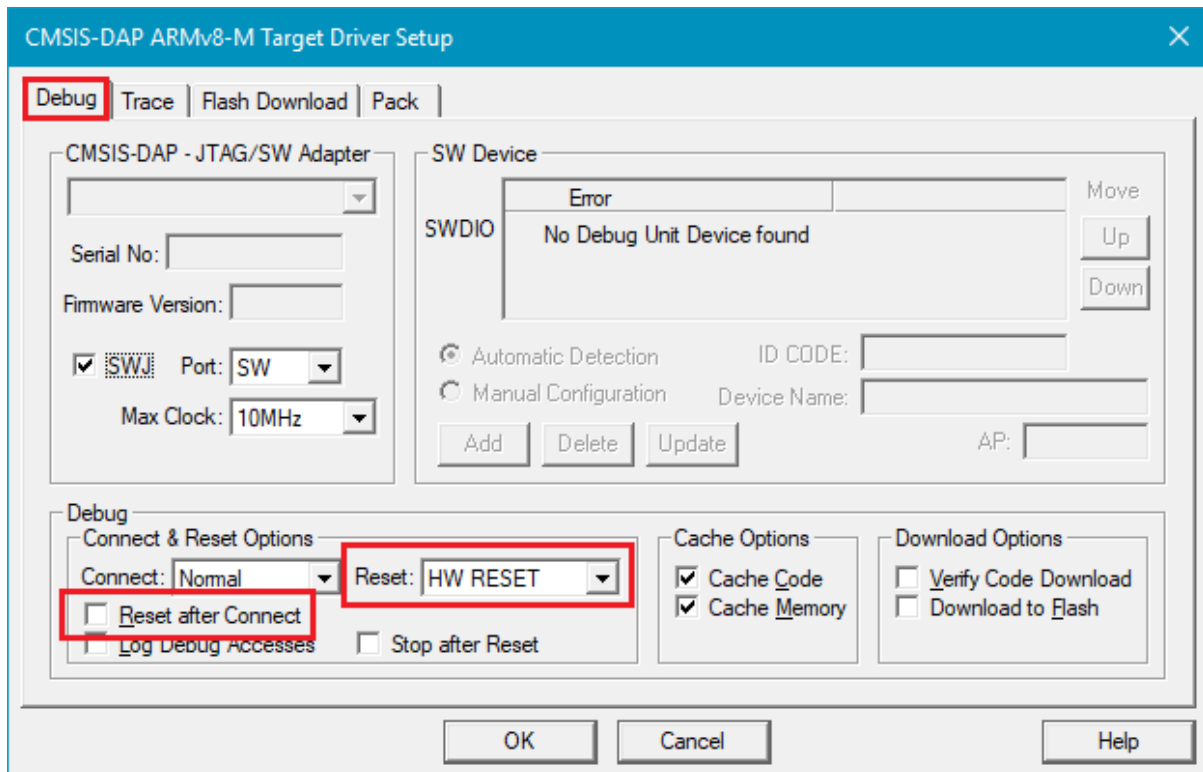 CMSIS-DAP ARMv8-M Target Driver Setup
Debug Trace Flash Download Pack
CMSIS-DAP - JTAG/SW Adapter
Serial No:
Firmware Version:
SWJ Port: SW
Max Clock: 10MHz
SW Device
Error
SWDIO No Debug Unit Device found
Move
Up
Down
Automatic Detection ID CODE:
Manual Configuration Device Name:
Add Delete Update AP:
Debug
Connect & Reset Options
Connect: Normal Reset: HW RESET
Reset after Connect
Log Debug Accesses Stop after Reset
Cache Options
Cache Code
Cache Memory
Download Options
Verify Code Download
Download to Flash
OK Cancel Help